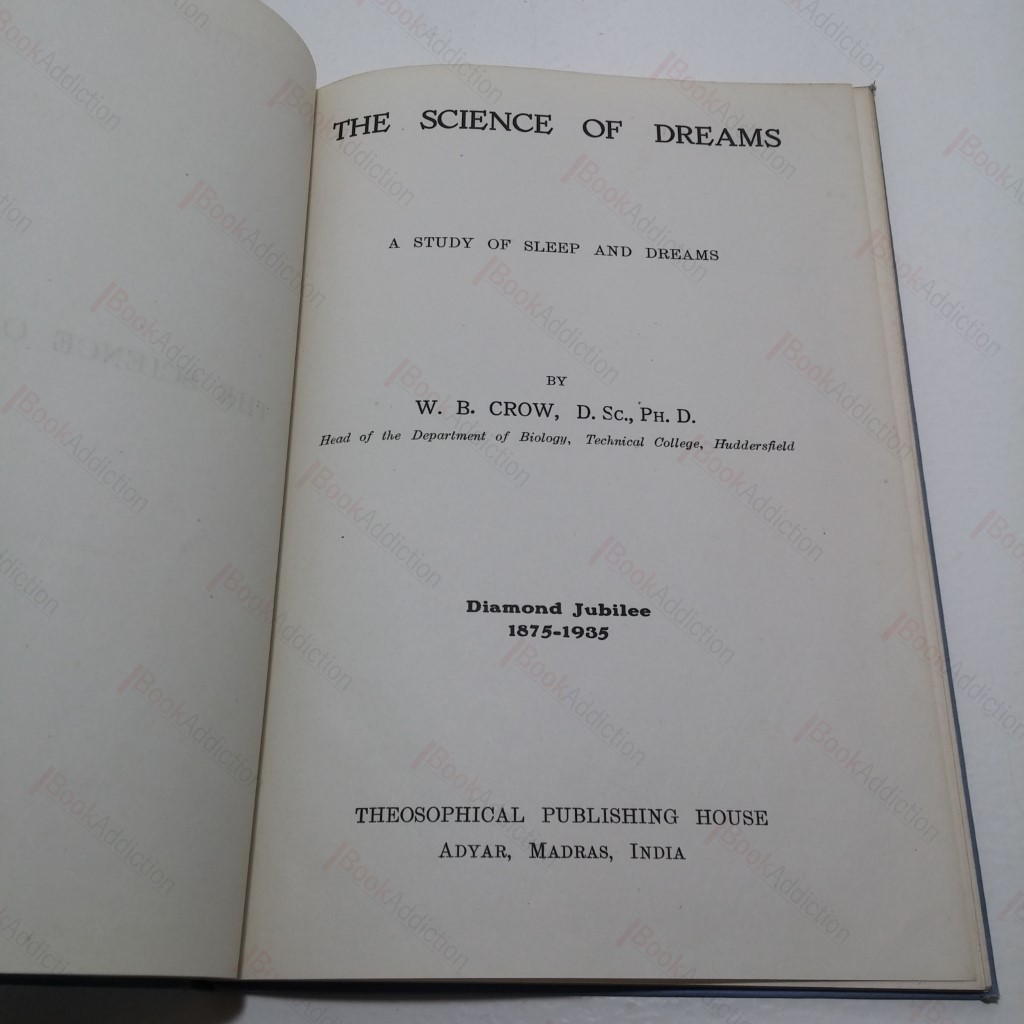 THE SCIENCE OF DREAMS
A STUDY OF SLEEP AND DREAMS
BY
W. B. CROW, D. Sc., PH. D.
Head of the Department of Biology, Technical College, Huddersfield
Diamond Jubilee
1875-1935
THEOSOPHICAL PUBLISHING HOUSE
ADYAR, MADRAS, INDIA
BookAddiction